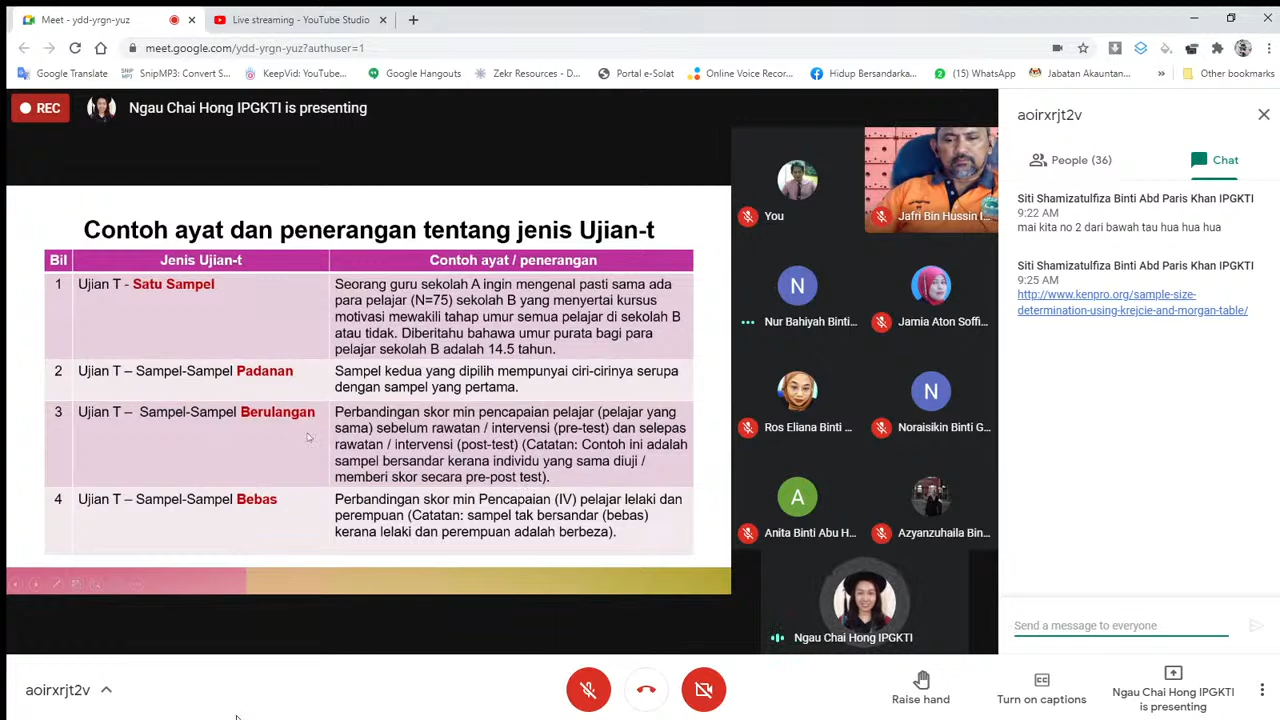 Meet - ydd-yrgn-yuz
Live streaming - YouTube Studio
meet.google.com/ydd-yrgn-yuz?authuser=1
Google Translate
SnipMP3: Convert S...
KeepVid: YouTube...
Google Hangouts
Zekr Resources - D...
Portal e-Solat
Online Voice Recor...
Hidup Bersandarka...
(15) WhatsApp
Jabatan Akauntan...
»
Other bookmarks
REC
Ngau Chai Hong IPGKTI is presenting
Contoh ayat dan penerangan tentang jenis Ujian-t
Bil
Jenis Ujian-t
Contoh ayat / penerangan
1
Ujian T - Satu Sampel
Seorang guru sekolah A ingin mengenal pasti sama ada
para pelajar (N=75) sekolah B yang menyertai kursus
motivasi mewakili tahap umur semua pelajar di sekolah B
atau tidak. Diberitahu bahawa umur purata bagi para
pelajar sekolah B adalah 14.5 tahun.
2
Ujian T – Sampel-Sampel Padanan
Sampel kedua yang dipilih mempunyai ciri-cirinya serupa
dengan sampel yang pertama.
3
Ujian T – Sampel-Sampel Berulangan
Perbandingan skor min pencapaian pelajar (pelajar yang
sama) sebelum rawatan / intervensi (pre-test) dan selepas
rawatan / intervensi (post-test) (Catatan: Contoh ini adalah
sampel bersandar kerana individu yang sama diuji /
memberi skor secara pre-post test).
4
Ujian T – Sampel-Sampel Bebas
Perbandingan skor min Pencapaian (IV) pelajar lelaki dan
perempuan (Catatan: sampel tak bersandar (bebas)
kerana lelaki dan perempuan adalah berbeza).
You
Jafri Bin Hussin I...
N
Nur Bahiyah Binti...
Jamia Aton Soffi...
Ros Eliana Binti ...
N
Noraisikin Binti G...
A
Anita Binti Abu H...
Azyanzuhaila Bin...
Ngau Chai Hong IPGKTI
aoirxrjt2v
People (36)
Chat
Siti Shamizatulfiza Binti Abd Paris Khan IPGKTI
9:22 AM
mai kita no 2 dari bawah tau hua hua hua
Siti Shamizatulfiza Binti Abd Paris Khan IPGKTI
9:25 AM
http://www.kenpro.org/sample-size-
determination-using-krejcie-and-morgan-table/
Send a message to everyone
aoirxrjt2v
Raise hand
Turn on captions
Ngau Chai Hong IPGKTI
is presenting